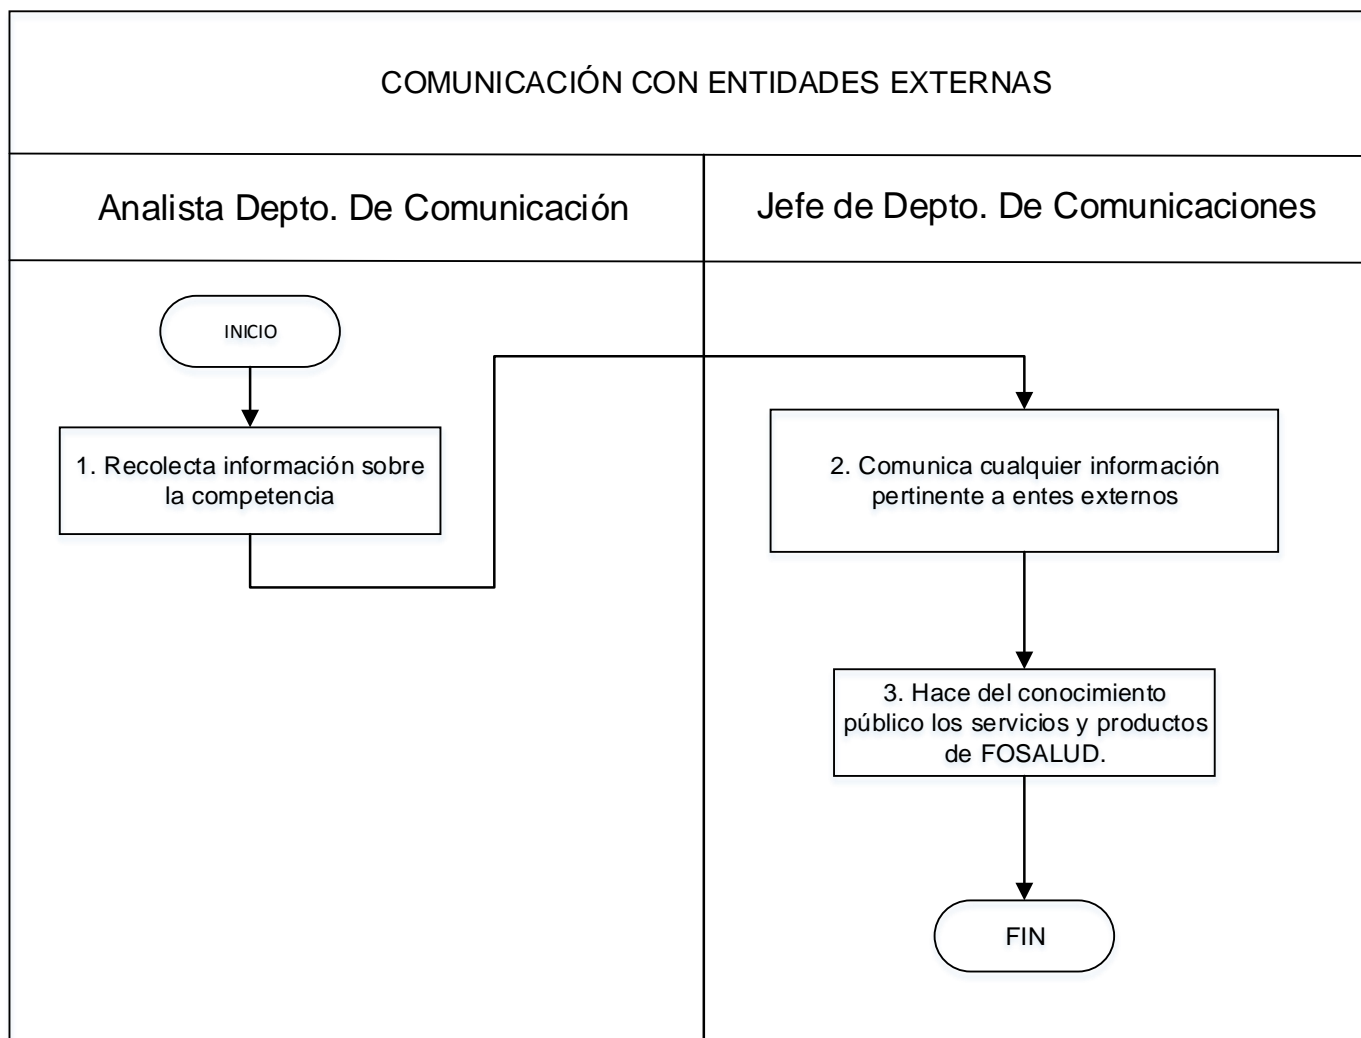 COMUNICACIÓN CON ENTIDADES EXTERNAS
Analista Depto. De Comunicación
Jefe de Depto. De Comunicaciones
INICIO
1. Recolecta información sobre
la competencia
2. Comunica cualquier información
pertinente a entes externos
3. Hace del conocimiento
público los servicios y productos
de FOSALUD.
FIN